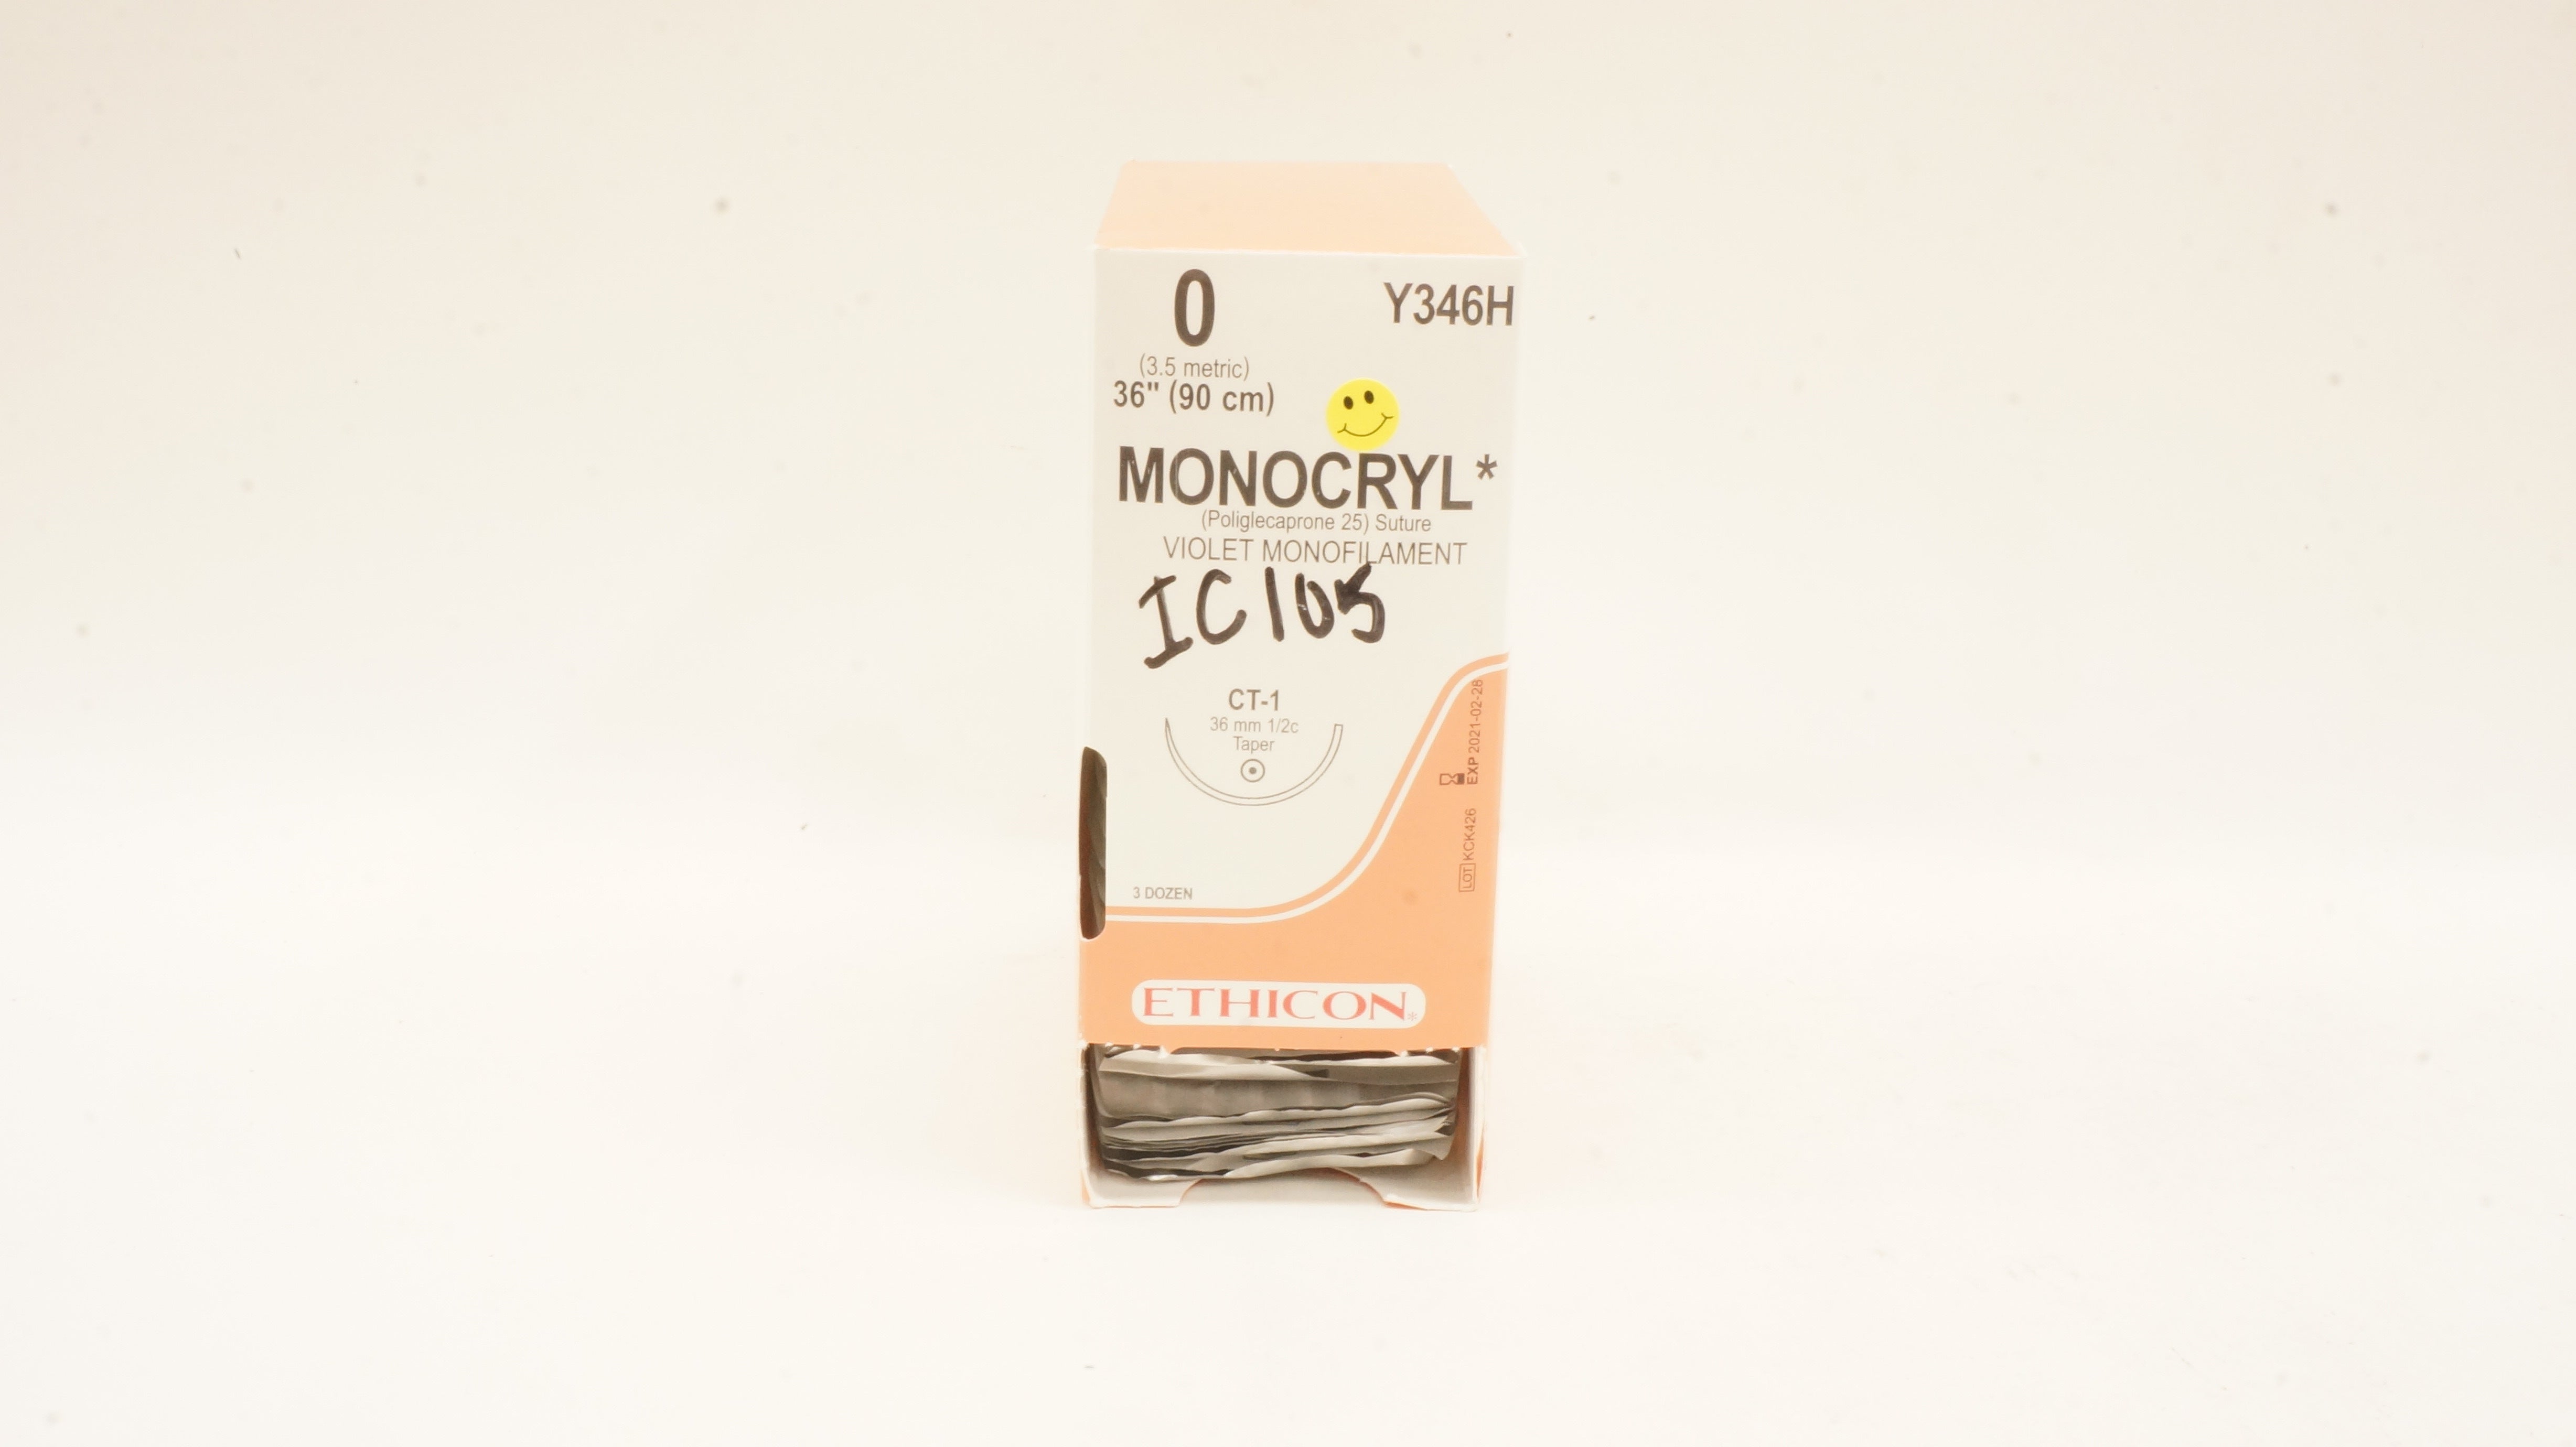 0
Y346H
(3.5 metric)
36" (90 cm)
MONOCRYL*
(Poliglecaprone 25) Suture
VIOLET MONOFILAMENT
IC105
CT-1
36 mm 1/2c
Taper
EXP 2021-02-28
LOT KCK426
3 DOZEN
ETHICON*